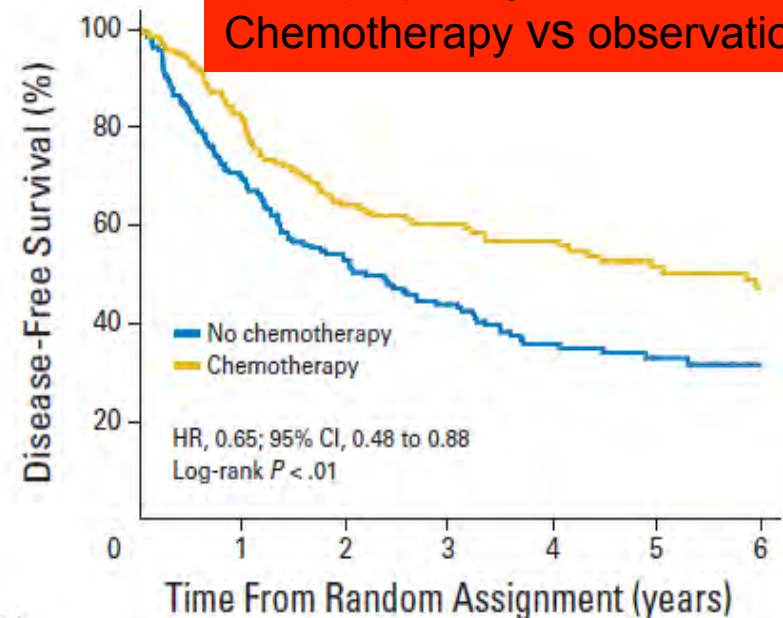 Chemotherapy vs observatio
Disease-Free Survival (%)
100
80
60
40
20
0
No chemotherapy
Chemotherapy
HR, 0.65; 95% CI, 0.48 to 0.88
Log-rank P < .01
1 2 3 4 5 6
Time From Random Assignment (years)